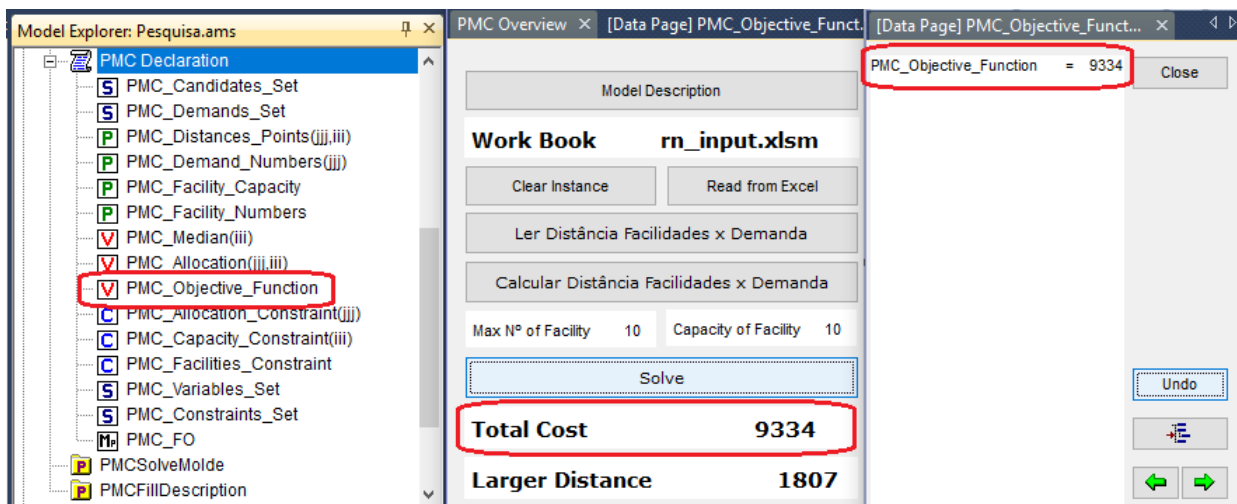 Model Explorer: Pesquisa.ams
PMC Declaration
S PMC_Candidates_Set
S PMC_Demands_Set
P PMC_Distances_Points(jjj,iii)
P PMC_Demand_Numbers(jjj)
P PMC_Facility_Capacity
P PMC_Facility_Numbers
V PMC_Median(iii)
V PMC_Allocation(jjj,iii)
V PMC_Objective_Function
C PMC_Allocation_Constraint(jjj)
C PMC_Capacity_Constraint(iii)
C PMC_Facilities_Constraint
S PMC_Variables_Set
S PMC_Constraints_Set
MP PMC_FO
P PMCSolveMolde
P PMCFillDescription
PMC Overview [Data Page] PMC_Objective_Funct.
Model Description
Work Book rn_input.xlsm
Clear Instance Read from Excel
Ler Distância Facilidades x Demanda
Calcular Distância Facilidades x Demanda
Max Nº of Facility 10 Capacity of Facility 10
Solve
Total Cost 9334
Larger Distance 1807
[Data Page] PMC_Objective_Funct...
PMC_Objective_Function = 9334
Close
Undo